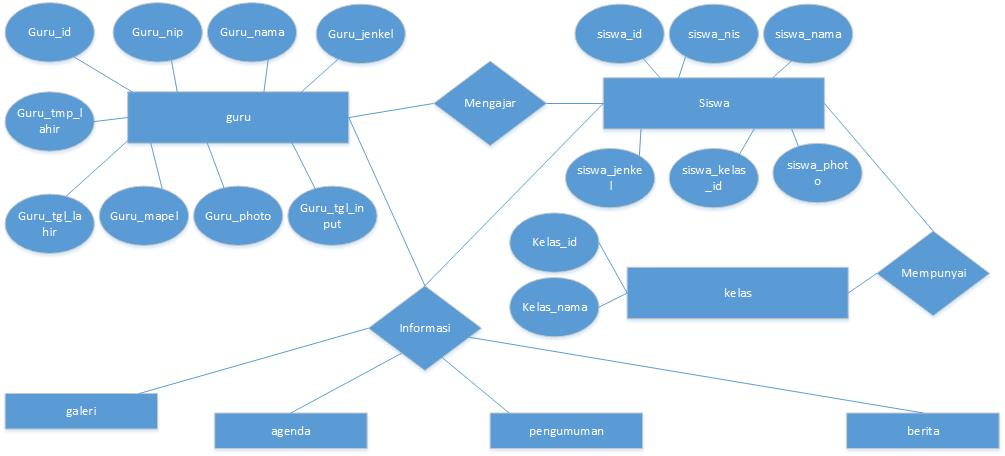 Guru_id
Guru_nip
Guru_nama
Guru_jenkel
siswa_id
siswa_nis
siswa_nama
Guru_tmp_l
ahir
guru
Mengajar
Siswa
Guru_tgl_la
hir
Guru_mapel
Guru_photo
Guru_tgl_in
put
siswa_jenke
l
siswa_kelas
_id
siswa_phot
o
Kelas_id
Kelas_nama
kelas
Mempunyai
Informasi
galeri
agenda
pengumuman
berita